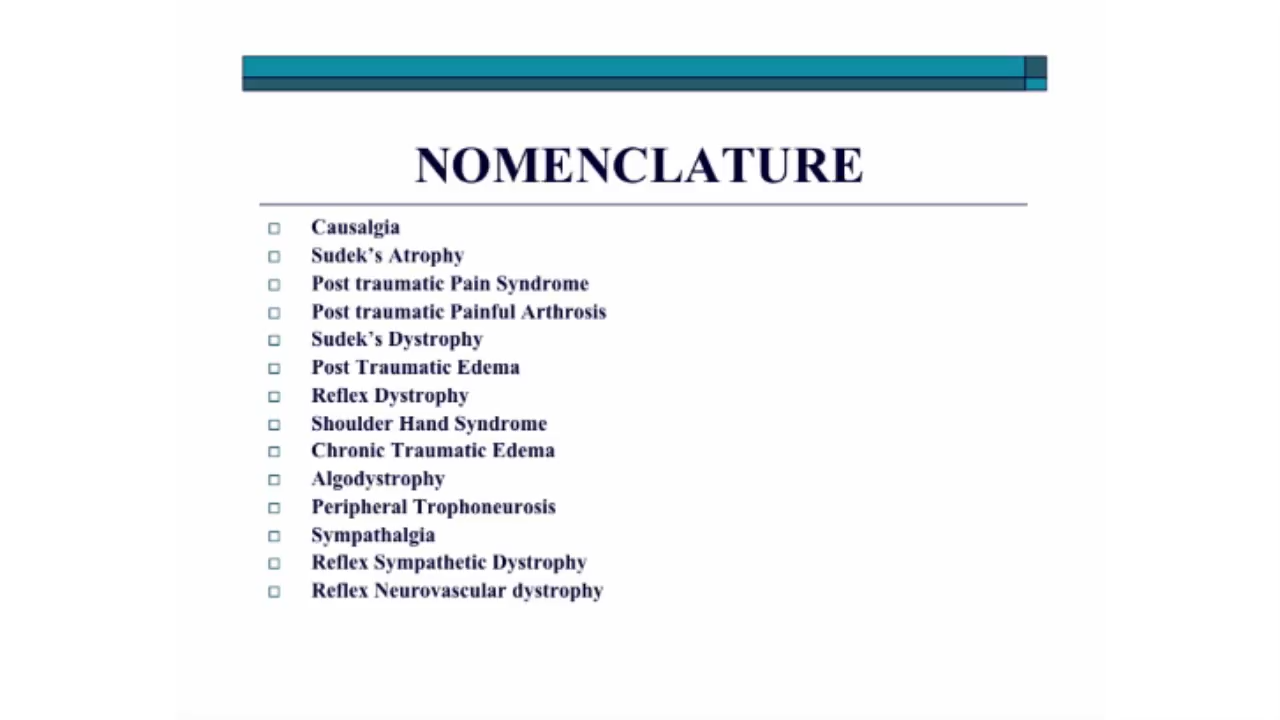 NOMENCLATURE
Causalgia
Sudek’s Atrophy
Post traumatic Pain Syndrome
Post traumatic Painful Arthrosis
Sudek’s Dystrophy
Post Traumatic Edema
Reflex Dystrophy
Shoulder Hand Syndrome
Chronic Traumatic Edema
Algodystrophy
Peripheral Trophoneurosis
Sympathalgia
Reflex Sympathetic Dystrophy
Reflex Neurovascular dystrophy